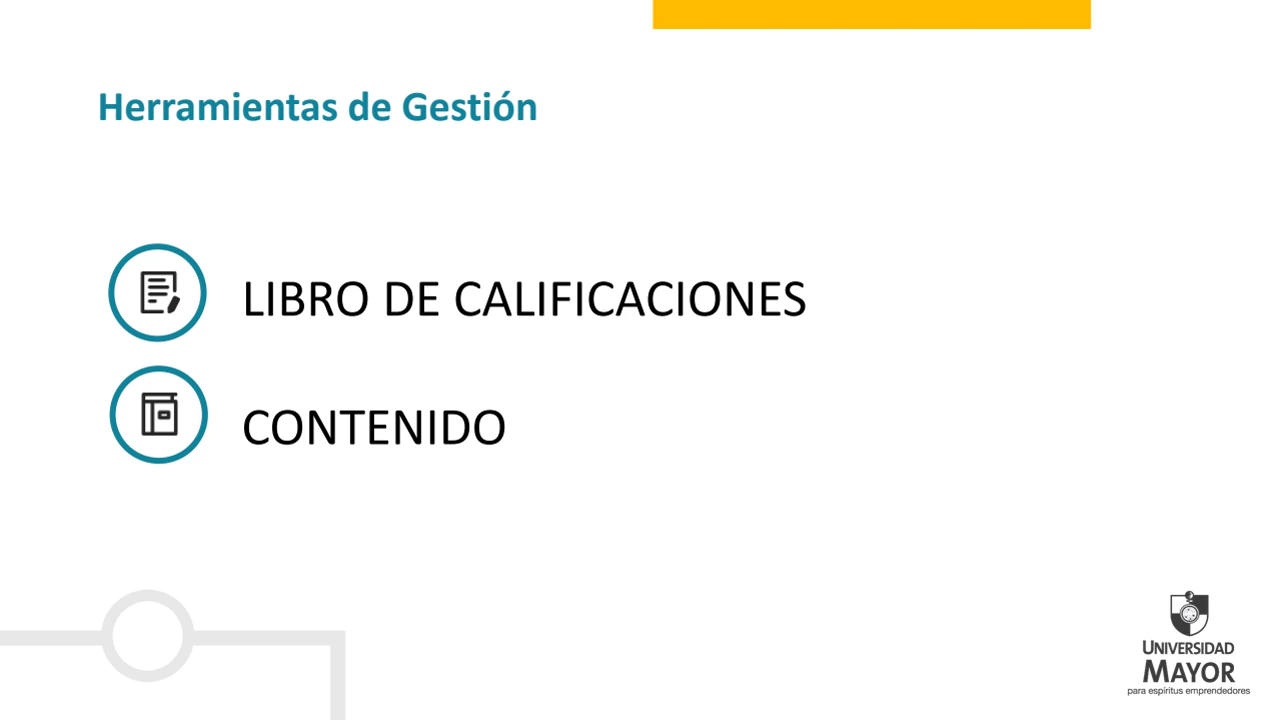 Herramientas de Gestión
LIBRO DE CALIFICACIONES
CONTENIDO
UNIVERSIDAD
MAYOR
para espíritus emprendedores